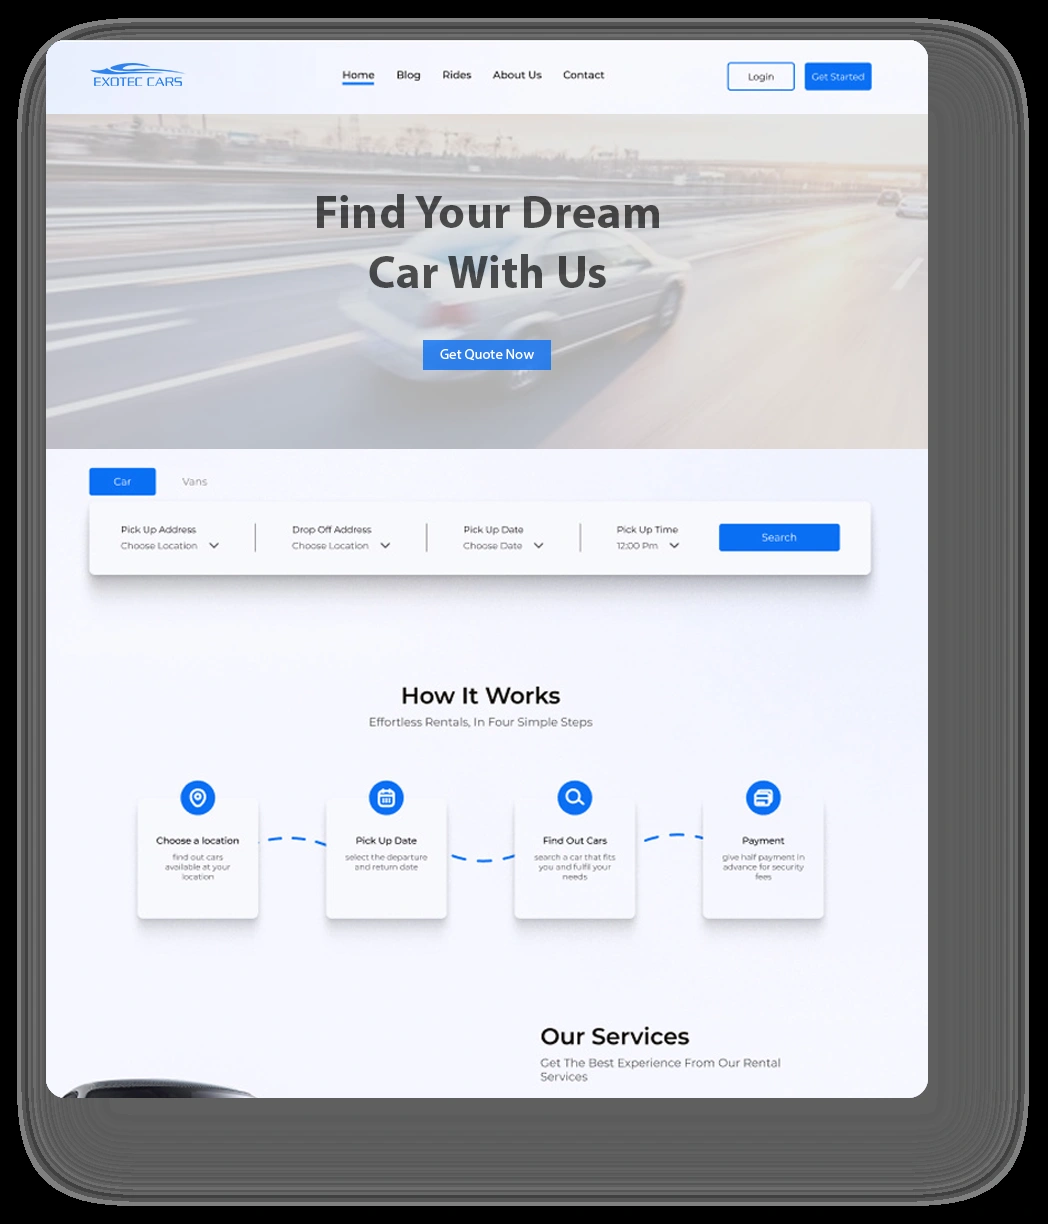 EXOTEC CARS
Home Blog Rides About Us Contact
Login Get Started
Find Your Dream
Car With Us
Get Quote Now
Car Vans
Pick Up Address Drop Off Address Pick Up Date Pick Up Time
Choose Location Choose Location Choose Date 12:00 Pm
Search
How It Works
Effortless Rentals, In Four Simple Steps
Choose a location
find out cars
available at your
location
Pick Up Date
select the departure
and return date
Find Out Cars
search a car that fits
you and fulfil your
needs
Payment
give half payment in
advance for security
fees
Our Services
Get The Best Experience From Our Rental
Services